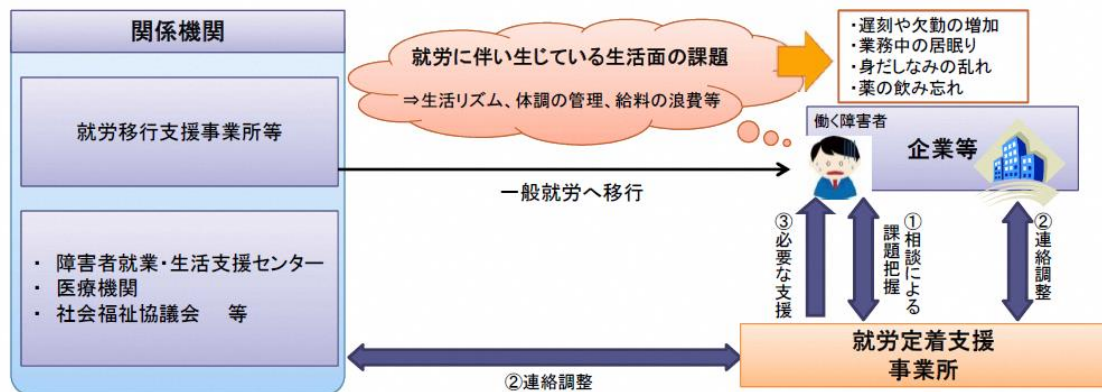 関係機関
就労移行支援事業所等
・ 障害者就業・生活支援センター
・ 医療機関
・ 社会福祉協議会　等
就労に伴い生じている生活面の課題
⇒生活リズム、体調の管理、給料の浪費等
・遅刻や欠勤の増加
・業務中の居眠り
・身だしなみの乱れ
・薬の飲み忘れ
働く障害者
企業等
一般就労へ移行
③必要な支援
①相談による
課題把握
②連絡調整
②連絡調整
就労定着支援
事業所